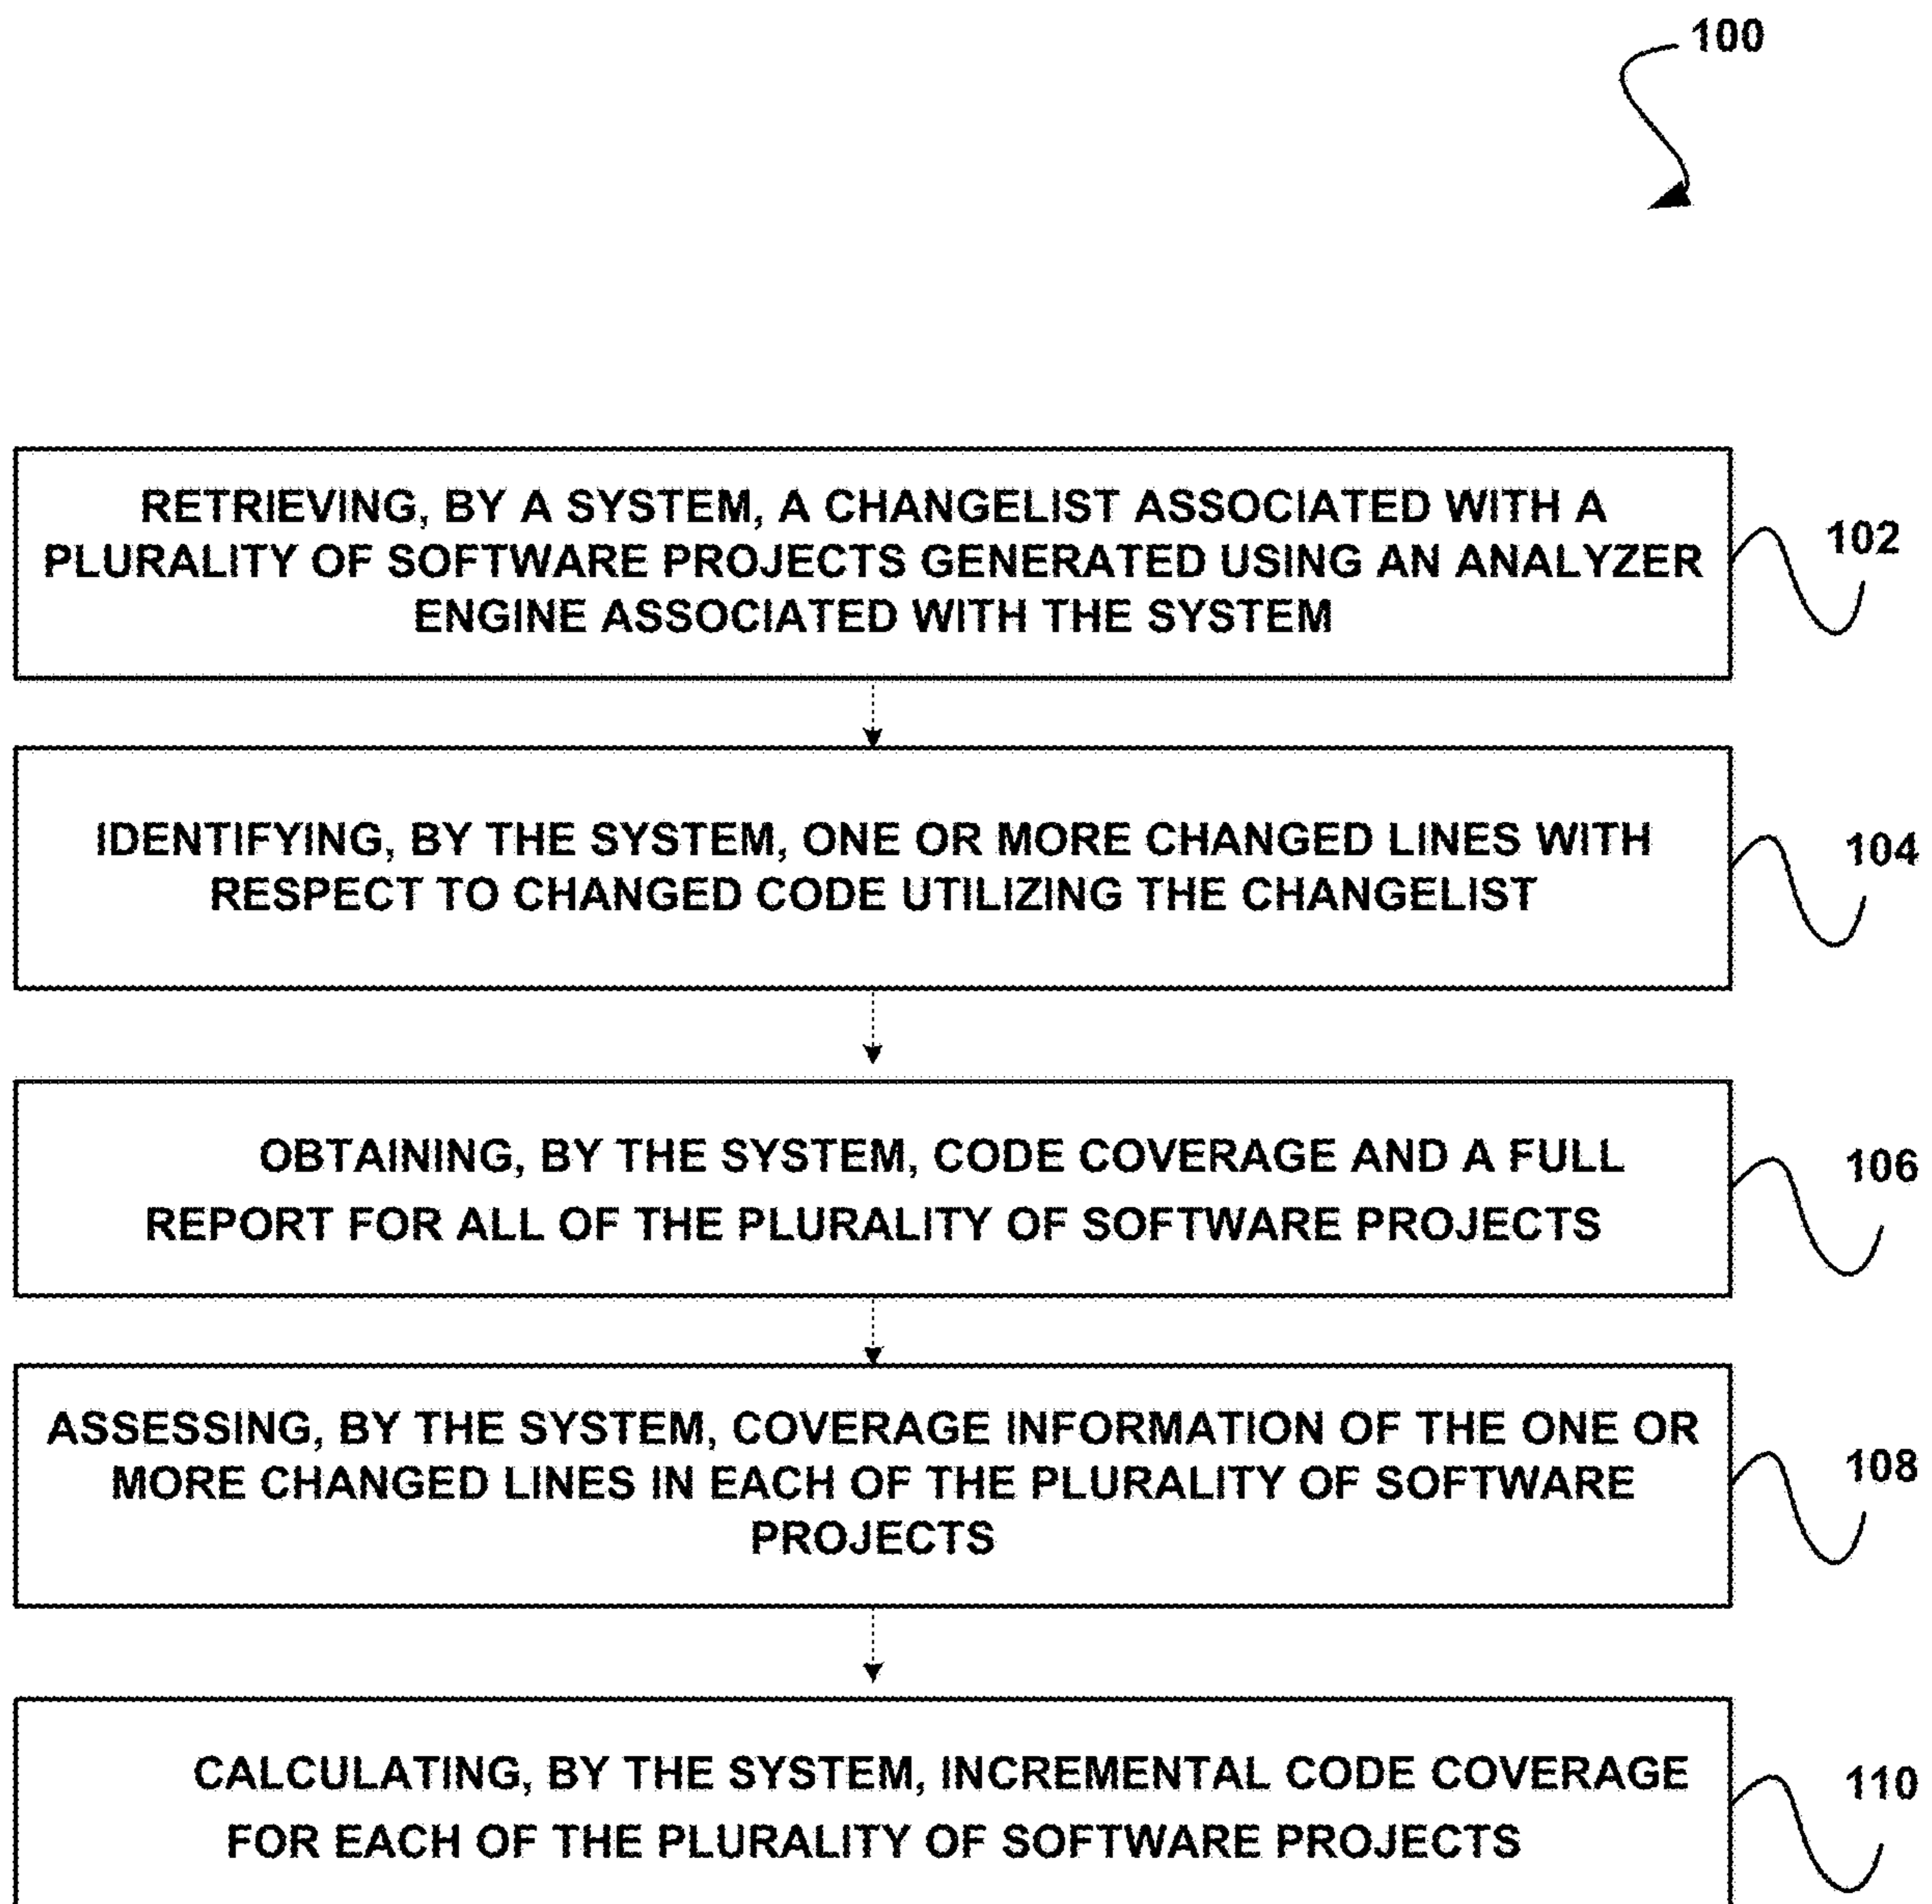 100
RETRIEVING, BY A SYSTEM, A CHANGELIST ASSOCIATED WITH A
PLURALITY OF SOFTWARE PROJECTS GENERATED USING AN ANALYZER
ENGINE ASSOCIATED WITH THE SYSTEM
102
IDENTIFYING, BY THE SYSTEM, ONE OR MORE CHANGED LINES WITH
RESPECT TO CHANGED CODE UTILIZING THE CHANGELIST
104
OBTAINING, BY THE SYSTEM, CODE COVERAGE AND A FULL
REPORT FOR ALL OF THE PLURALITY OF SOFTWARE PROJECTS
106
ASSESSING, BY THE SYSTEM, COVERAGE INFORMATION OF THE ONE OR
MORE CHANGED LINES IN EACH OF THE PLURALITY OF SOFTWARE
PROJECTS
108
CALCULATING, BY THE SYSTEM, INCREMENTAL CODE COVERAGE
FOR EACH OF THE PLURALITY OF SOFTWARE PROJECTS
110